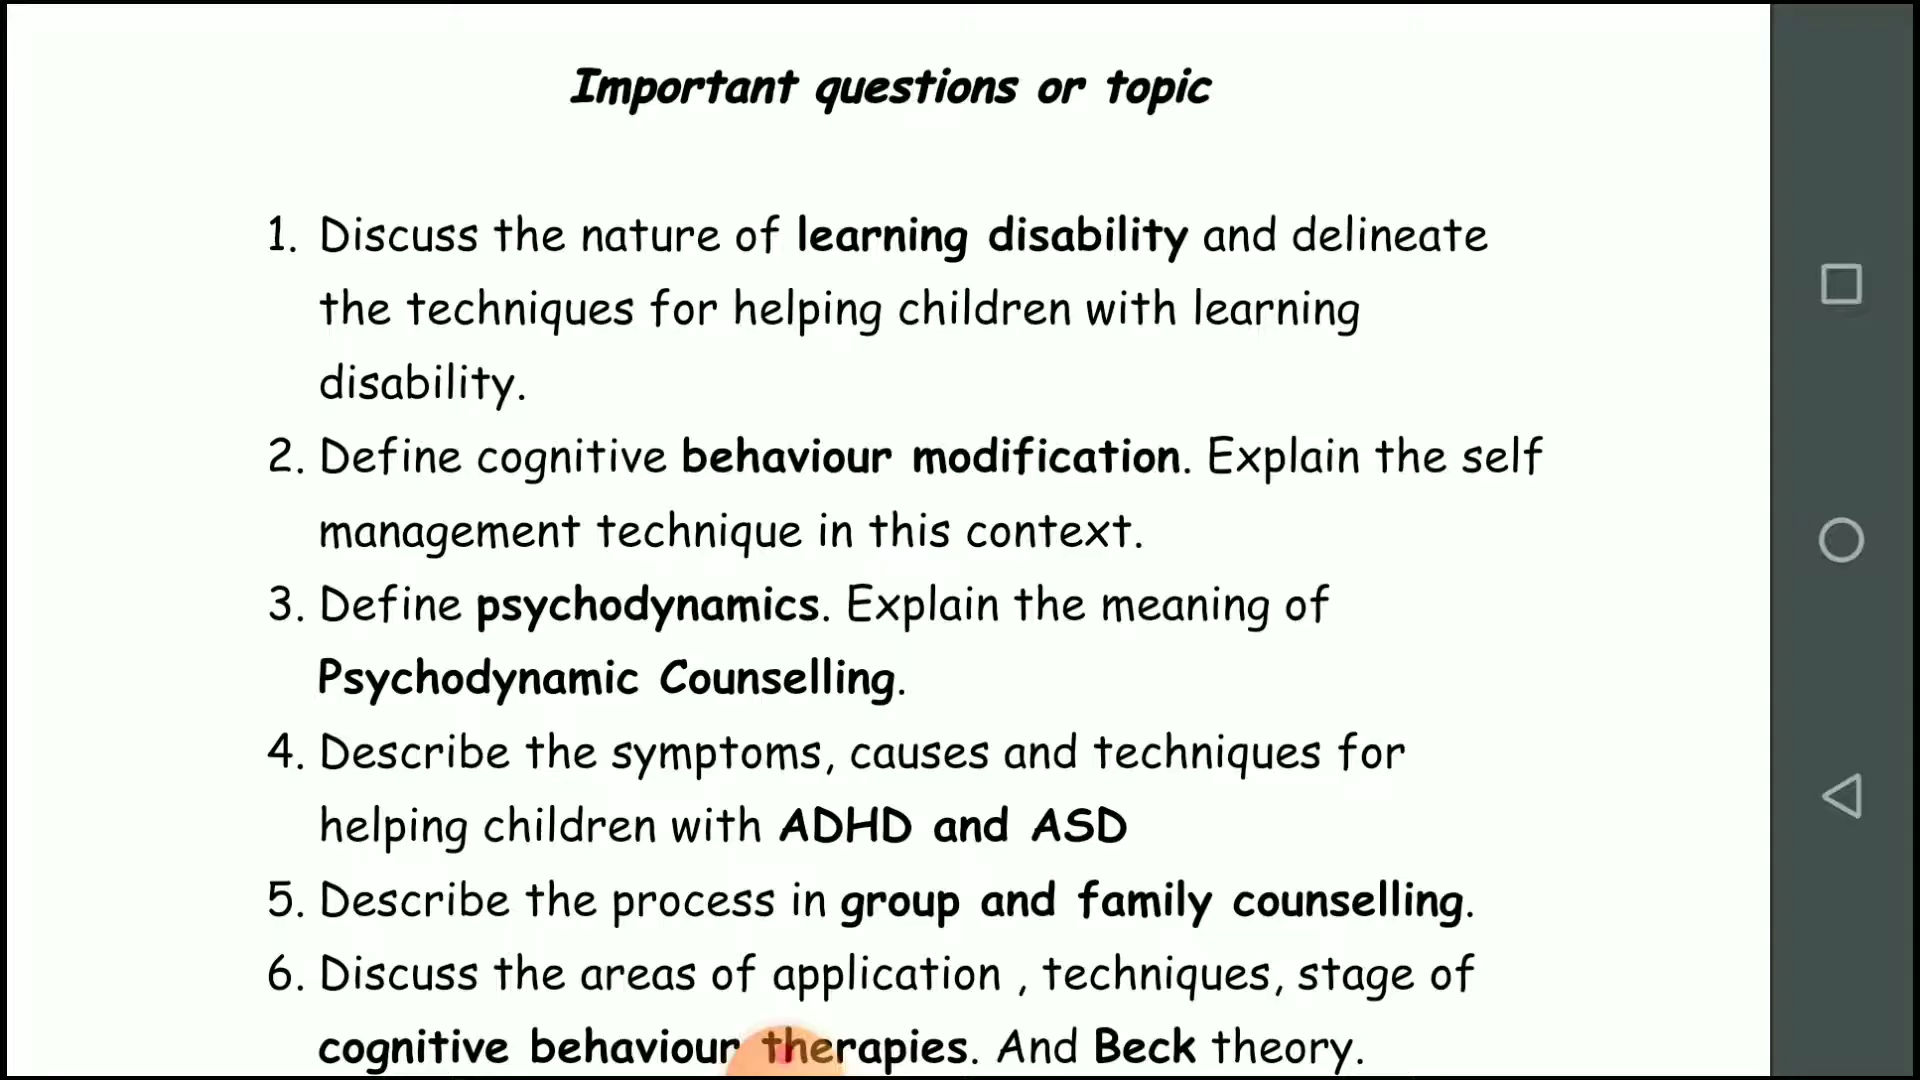 Important questions or topic
1. Discuss the nature of learning disability and delineate
the techniques for helping children with learning
disability.
2. Define cognitive behaviour modification. Explain the self
management technique in this context.
3. Define psychodynamics. Explain the meaning of
Psychodynamic Counselling.
4. Describe the symptoms, causes and techniques for
helping children with ADHD and ASD
5. Describe the process in group and family counselling.
6. Discuss the areas of application , techniques, stage of
cognitive behaviour therapies. And Beck theory.